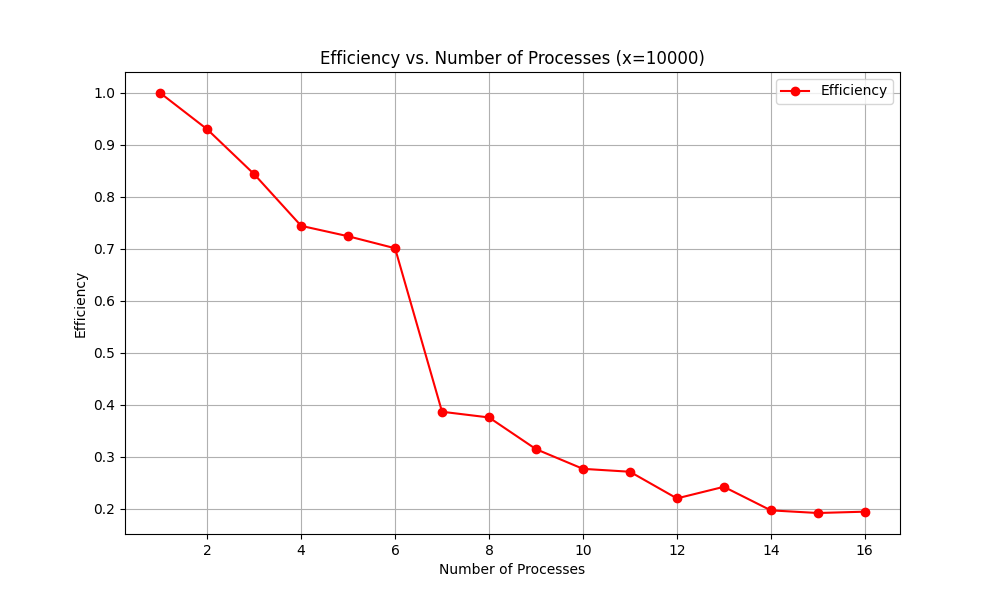 Efficiency vs. Number of Processes (x=10000)
Efficiency
1.0
0.9
0.8
0.7
0.6
0.5
0.4
0.3
0.2
Efficiency
2 4 6 8 10 12 14 16
Number of Processes